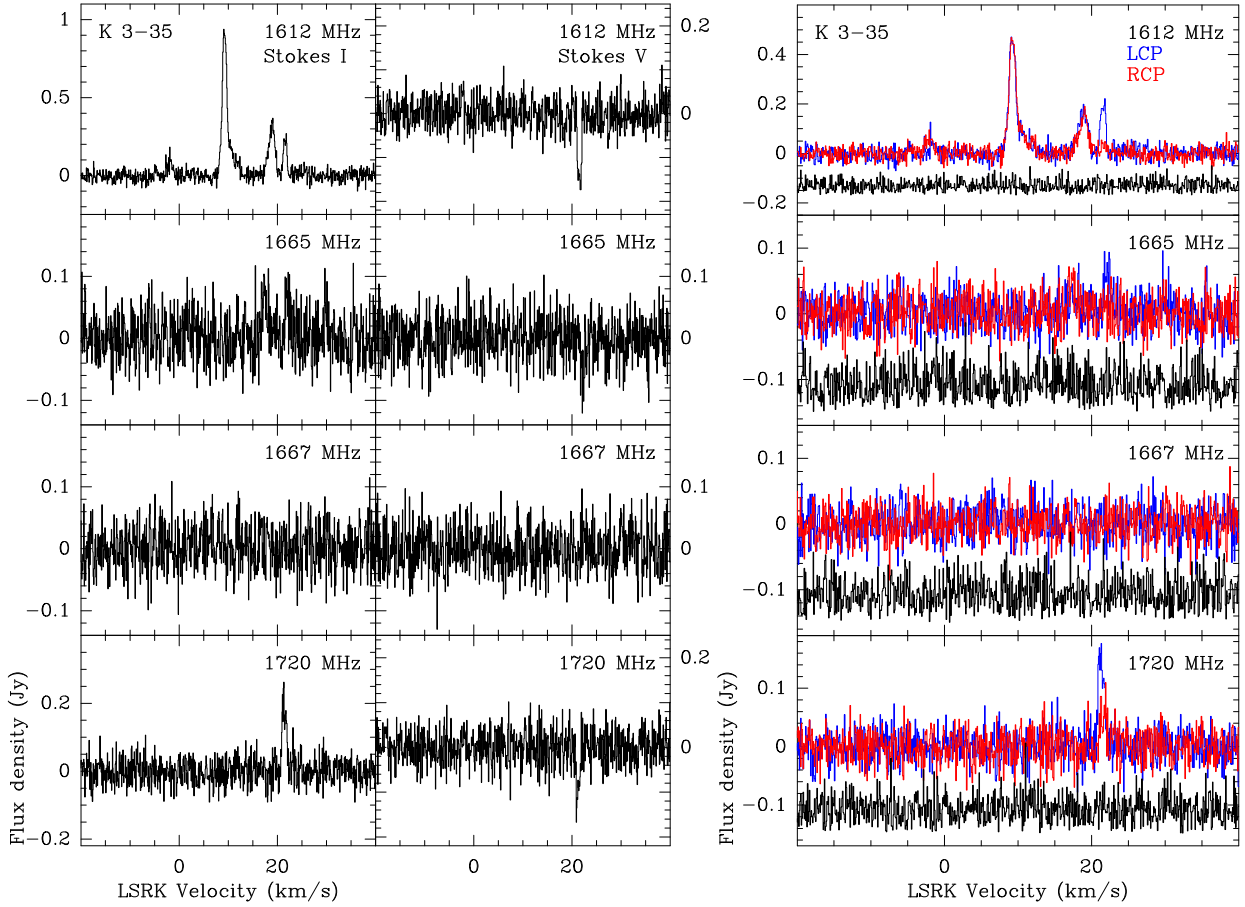 K 3−35
1612 MHz
Stokes I
1
0.5
0
1612 MHz
Stokes V
0.2
0
1665 MHz
0.1
0
−0.1
1665 MHz
0
1667 MHz
0.1
0
−0.1
1667 MHz
0.1
0
1720 MHz
0.2
0
−0.2
1720 MHz
0.2
0
Flux density (Jy)
0 20
0 20
LSRK Velocity (km/s)
K 3−35
1612 MHz
LCP
RCP
0.4
0.2
0
−0.2
1665 MHz
0.1
0
−0.1
1667 MHz
0.1
0
−0.1
1720 MHz
0.1
0
−0.1
Flux density (Jy)
0 20
LSRK Velocity (km/s)